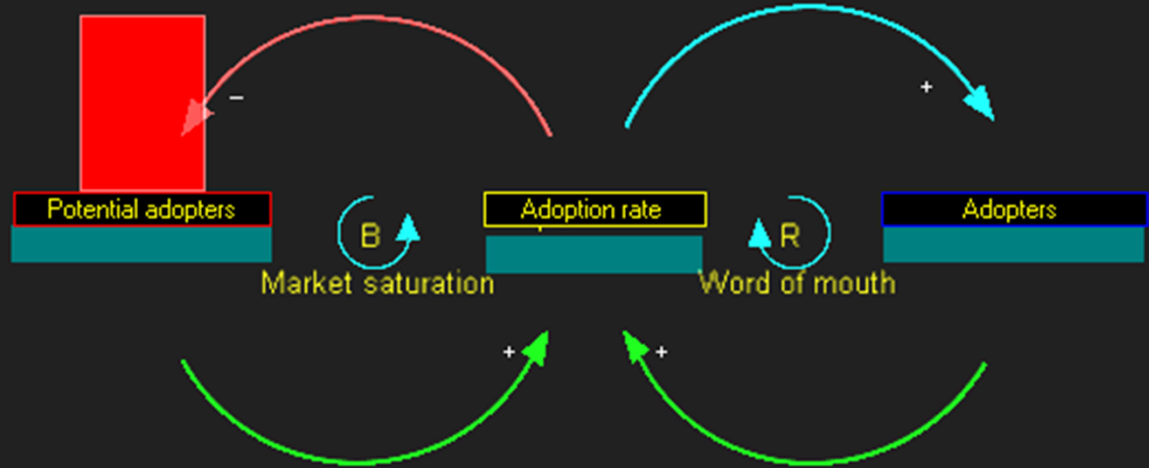 −
+
Potential adopters
Adoption rate
Adopters
B
R
Market saturation
Word of mouth
+
+